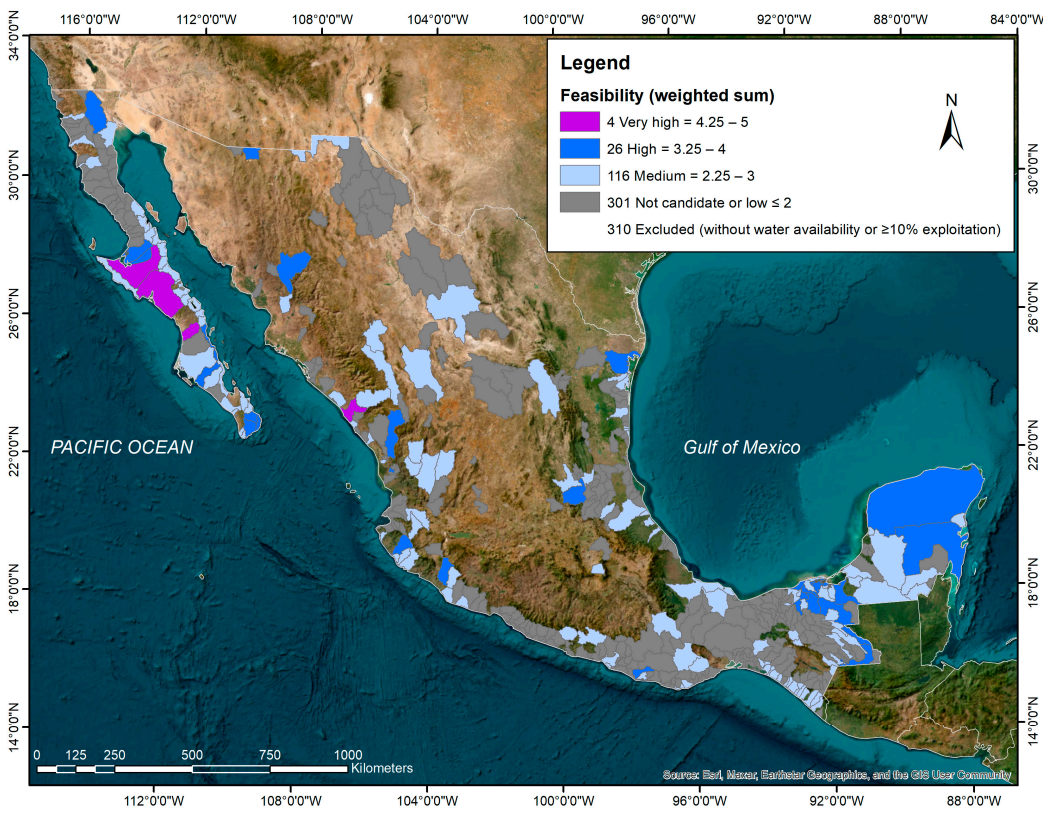 116°0'0"W 112°0'0"W 108°0'0"W 104°0'0"W 100°0'0"W 96°0'0"W 92°0'0"W 88°0'0"W 84°0'0"W
34°0'0"N
30°0'0"N
26°0'0"N
22°0'0"N
18°0'0"N
14°0'0"N
Legend
Feasibility (weighted sum)
4 Very high = 4.25 – 5
26 High = 3.25 – 4
116 Medium = 2.25 – 3
301 Not candidate or low ≤ 2
310 Excluded (without water availability or ≥10% exploitation)
N
30°0'0"N
26°0'0"N
22°0'0"N
18°0'0"N
14°0'0"N
PACIFIC OCEAN
Gulf of Mexico
0 125 250 500 750 1000
Kilometers
Source: Esri, Maxar, Earthstar Geographics, and the GIS User Community
112°0'0"W 108°0'0"W 104°0'0"W 100°0'0"W 96°0'0"W 92°0'0"W 88°0'0"W